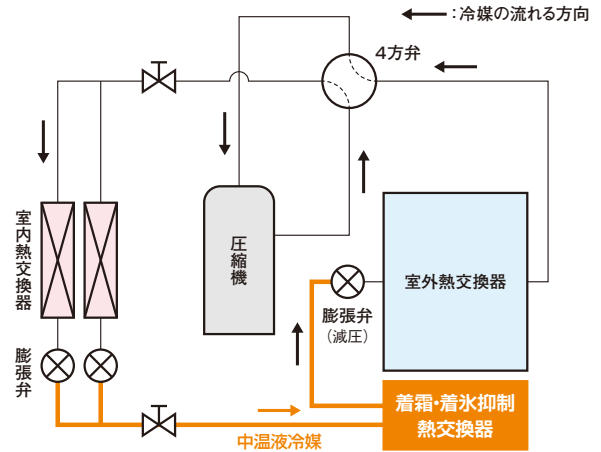 ：冷媒の流れる方向
4方弁
室内熱交換器
圧縮機
室外熱交換器
膨張弁
（減圧）
膨張弁
着霜・着氷抑制
熱交換器
中温液冷媒